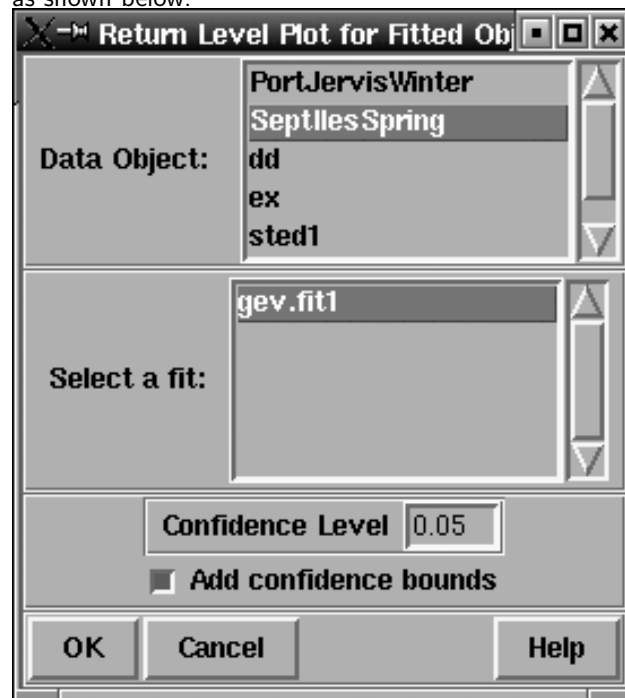 as shown below.
Return Level Plot for Fitted Obj
Data Object:
PortJervisWinter
SeptIlesSpring
dd
ex
sted1
Select a fit:
gev.fit1
Confidence Level 0.05
Add confidence bounds
OK Cancel Help